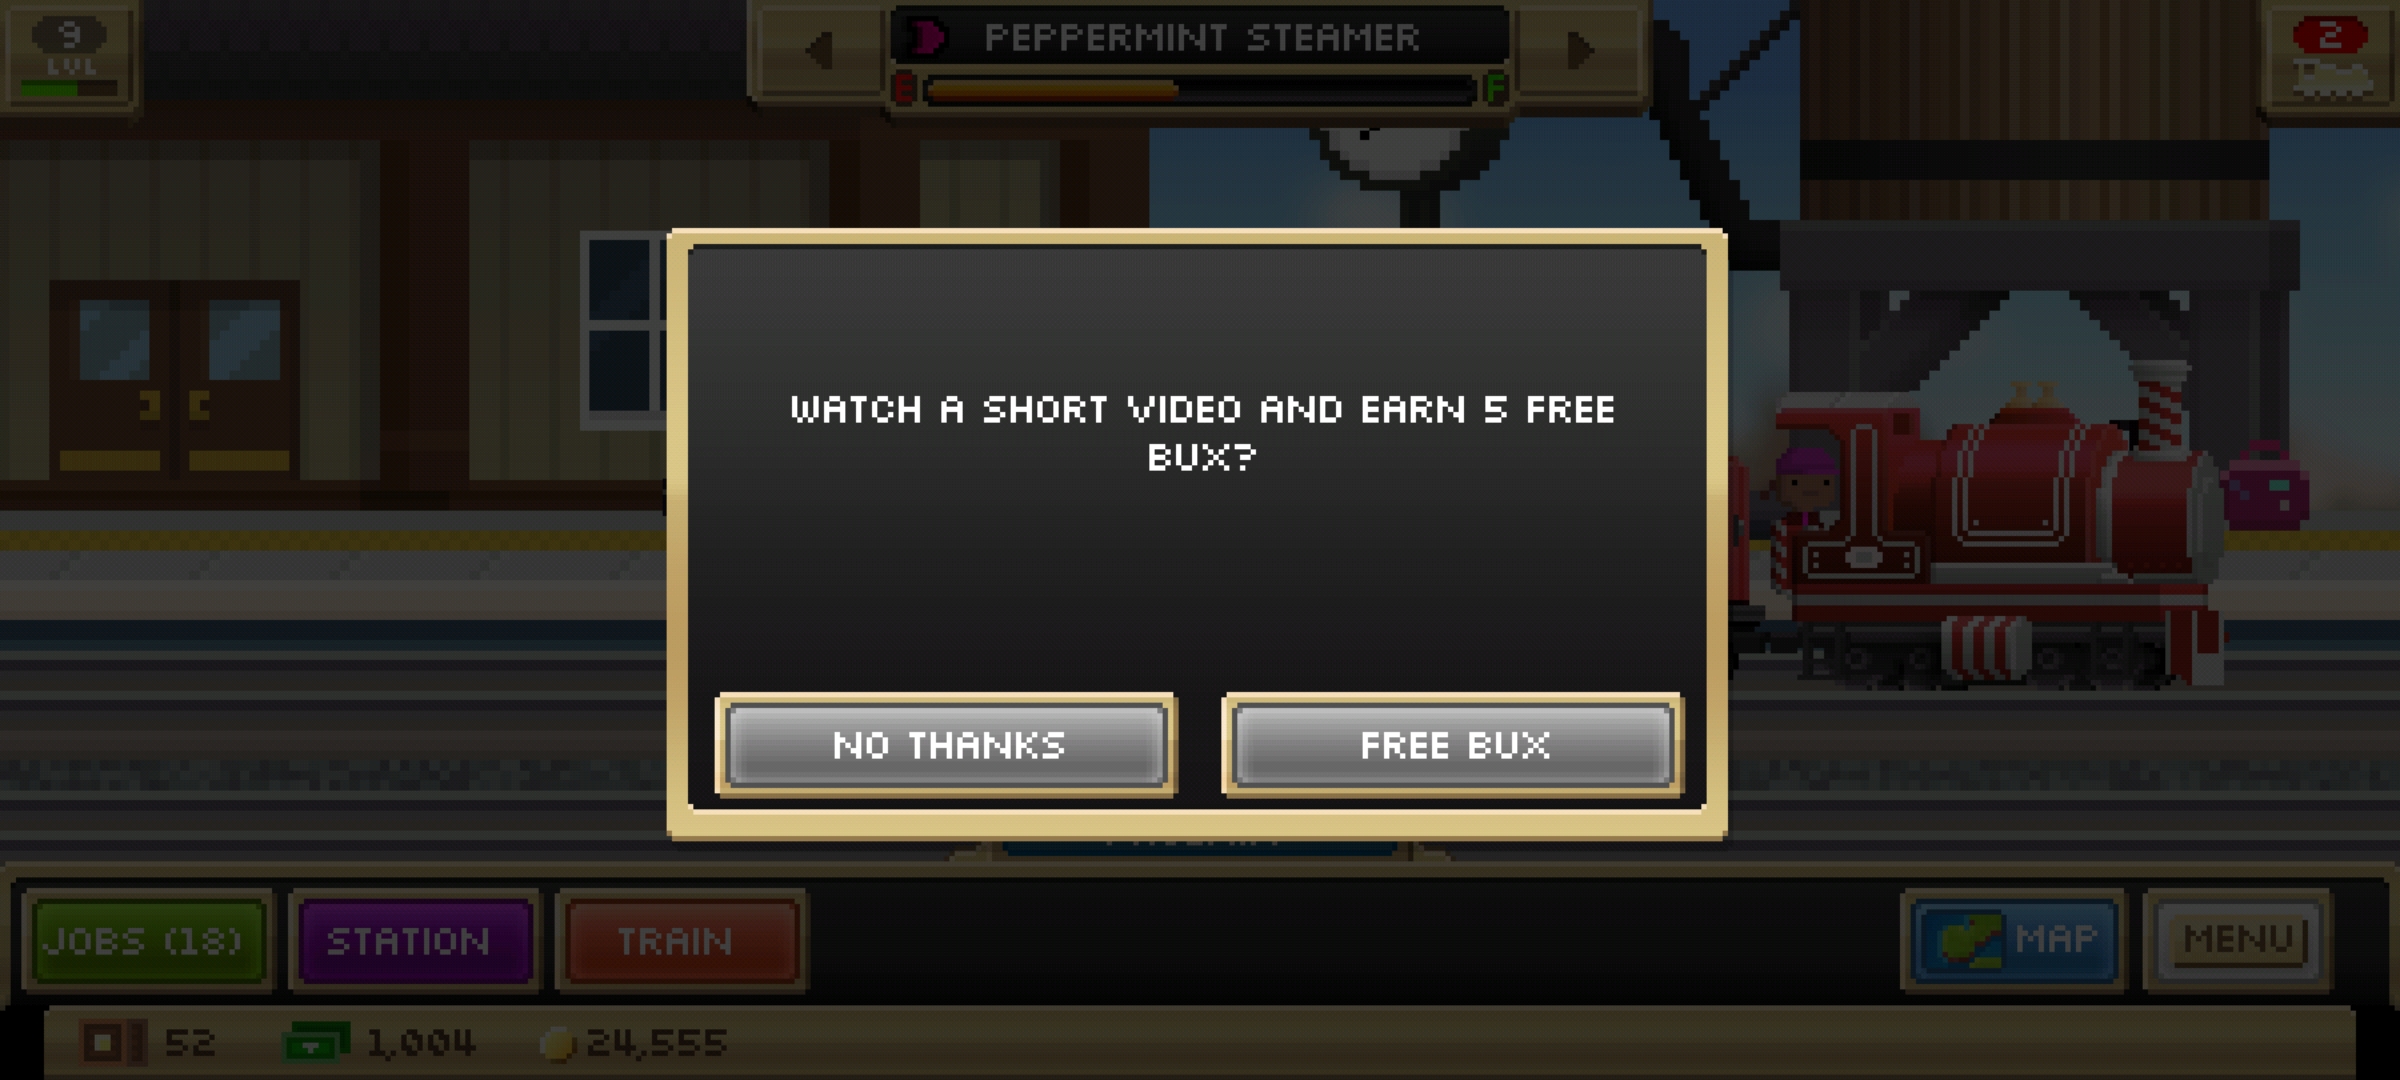 9
LVL
PEPPERMINT STEAMER
E
F
2
WATCH A SHORT VIDEO AND EARN 5 FREE
BUX?
NO THANKS
FREE BUX
JOBS (18)
STATION
TRAIN
MAP
MENU
52
1,004
24,555